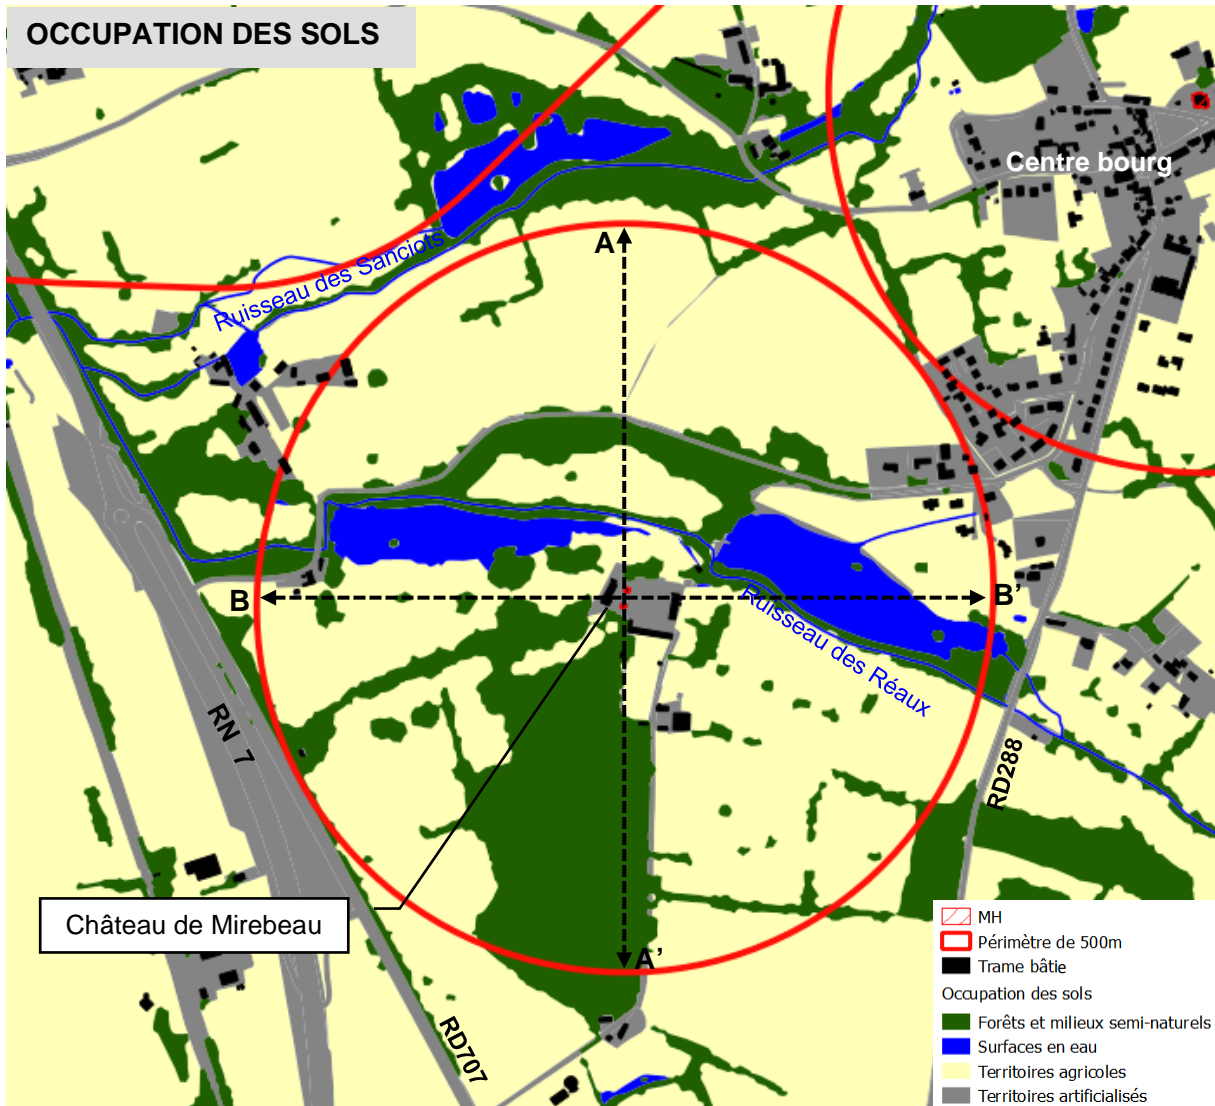 OCCUPATION DES SOLS
Centre bourg
A
Ruisseau des Sanciots
B
B’
Ruisseau des Réaux
RN 7
RD288
Château de Mirebeau
A’
RD707
MH
Périmètre de 500m
Trame bâtie
Occupation des sols
Forêts et milieux semi-naturels
Surfaces en eau
Territoires agricoles
Territoires artificialisés